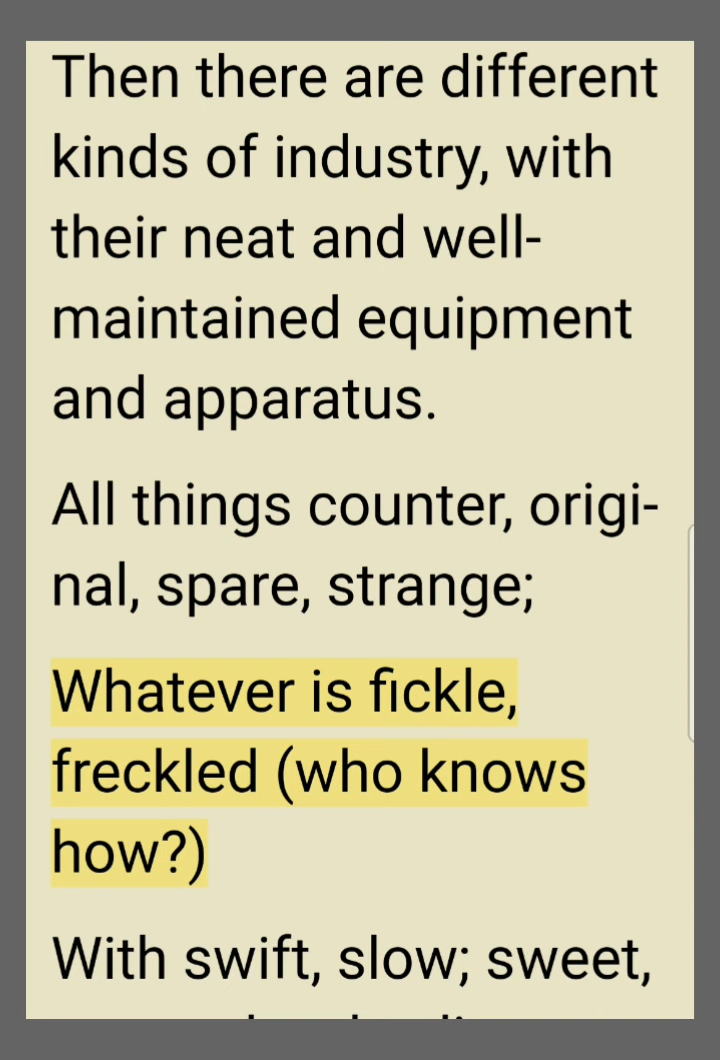 Then there are different
kinds of industry, with
their neat and well-
maintained equipment
and apparatus.
All things counter, origi-
nal, spare, strange;
Whatever is fickle,
freckled (who knows
how?)
With swift, slow; sweet,